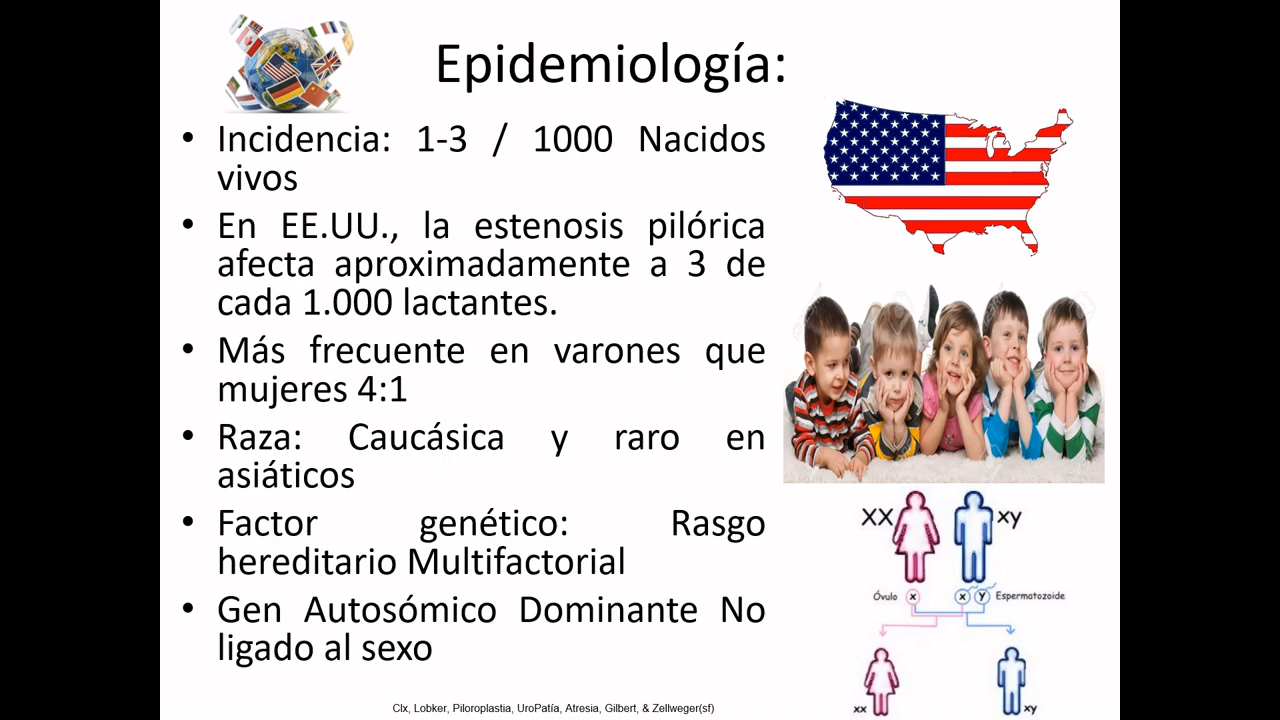 Epidemiología:
• Incidencia: 1-3 / 1000 Nacidos
vivos
• En EE.UU., la estenosis pilórica
afecta aproximadamente a 3 de
cada 1.000 lactantes.
• Más frecuente en varones que
mujeres 4:1
• Raza: Caucásica y raro en
asiáticos
• Factor genético: Rasgo
hereditario Multifactorial
• Gen Autosómico Dominante No
ligado al sexo
XX xy
Óvulo x x y Espermatozoide
xx xy
Clx, Lobker, Piloroplastia, UroPatía, Atresia, Gilbert, & Zellweger(sf)